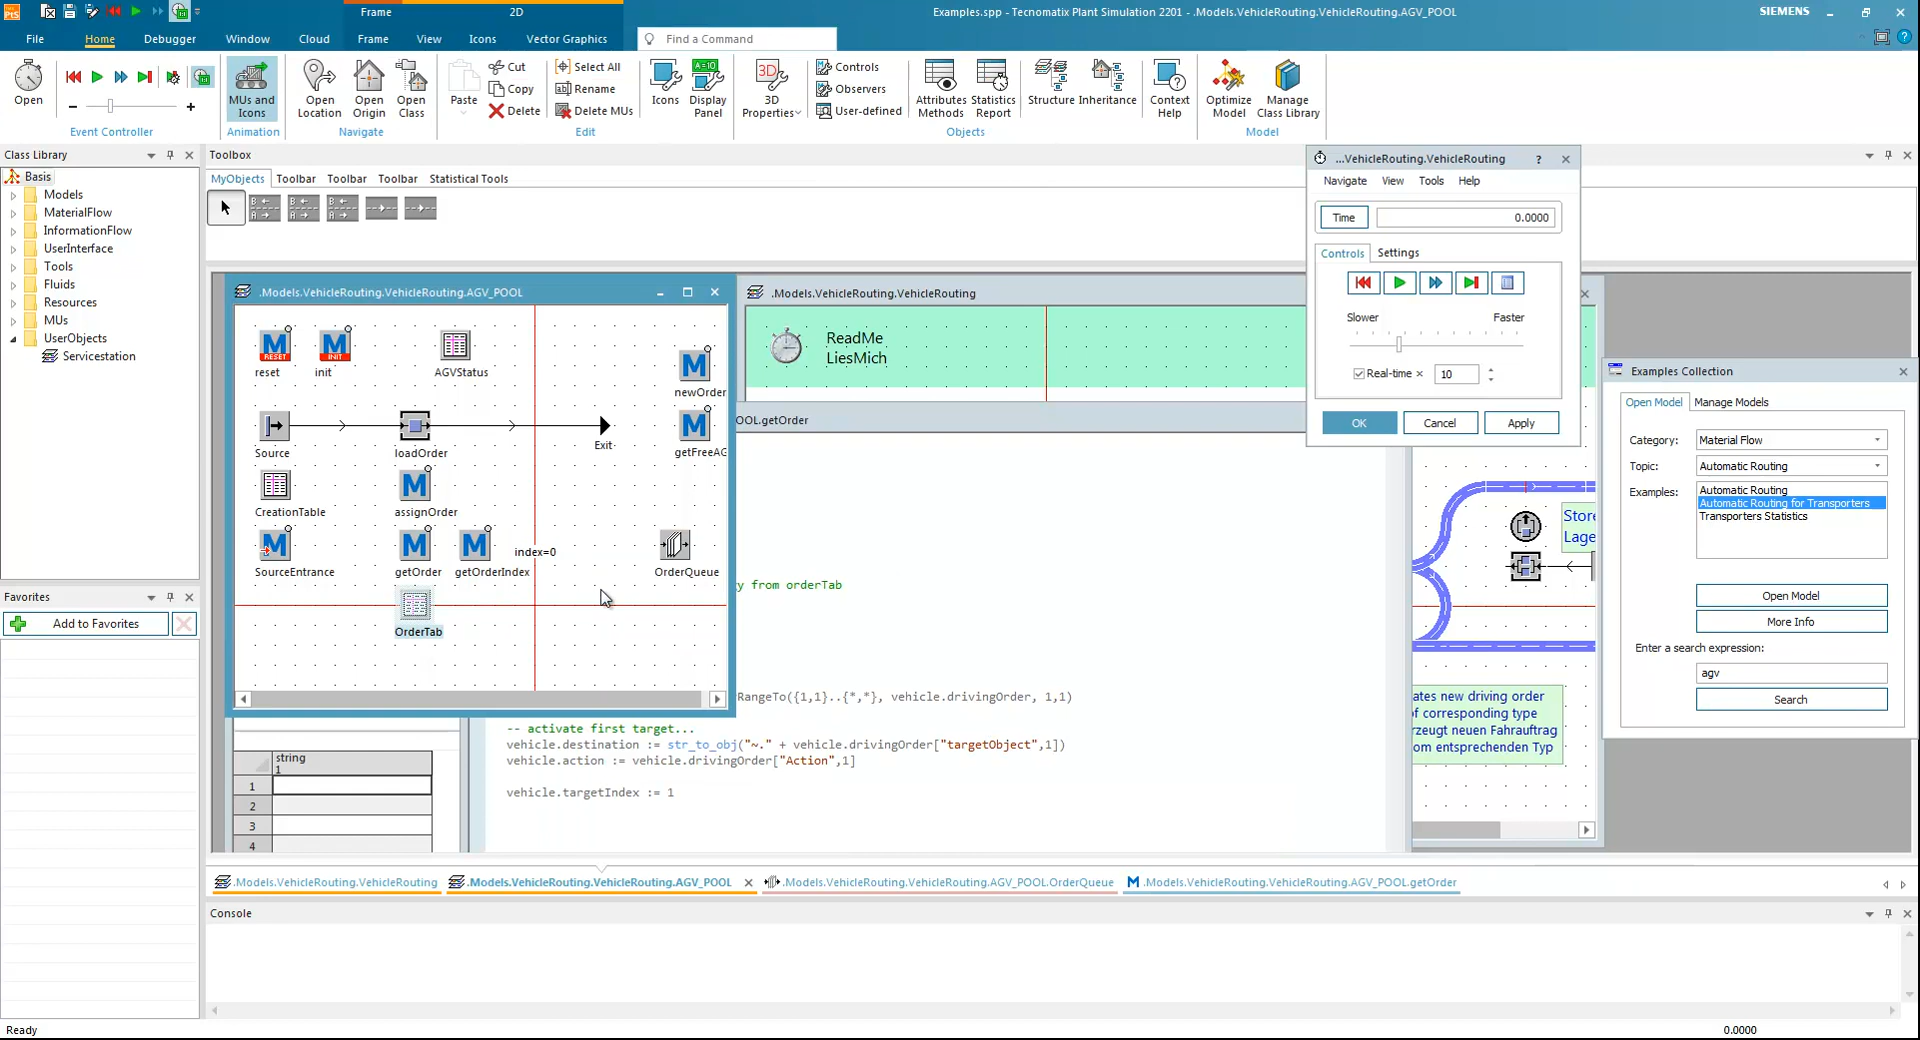 Frame
2D
Examples.spp - Tecnomatix Plant Simulation 2201 - .Models.VehicleRouting.VehicleRouting.AGV_POOL
SIEMENS
File
Home
Debugger
Window
Cloud
Frame
View
Icons
Vector Graphics
Find a Command
Open
Event Controller
MUs and
Icons
Animation
Open
Location
Open
Origin
Open
Class
Navigate
Paste
Cut
Copy
Delete
Select All
Rename
Delete MUs
Edit
Icons
Display
Panel
3D
Properties
Controls
Observers
User-defined
Attributes
Methods
Statistics
Report
Structure
Inheritance
Objects
Context
Help
Optimize
Model
Manage
Class Library
Model
Class Library
Basis
Models
MaterialFlow
InformationFlow
UserInterface
Tools
Fluids
Resources
MUs
UserObjects
Servicestation
Favorites
Add to Favorites
Toolbox
MyObjects
Toolbar
Toolbar
Toolbar
Statistical Tools
.Models.VehicleRouting.VehicleRouting.AGV_POOL
reset
init
AGVStatus
newOrder
Source
loadOrder
Exit
getFreeAG
CreationTable
assignOrder
SourceEntrance
getOrder
getOrderIndex
index=0
OrderQueue
OrderTab
.Models.VehicleRouting.VehicleRouting
ReadMe
LiesMich
OOL.getOrder
y from orderTab
RangeTo({1,1}..{*,*}, vehicle.drivingOrder, 1,1)
-- activate first target...
vehicle.destination := str_to_obj("~." + vehicle.drivingOrder["targetObject",1])
vehicle.action := vehicle.drivingOrder["Action",1]
vehicle.targetIndex := 1
string
1
1
2
3
4
...VehicleRouting.VehicleRouting
Navigate
View
Tools
Help
Time
0.0000
Controls
Settings
Slower
Faster
Real-time x
10
OK
Cancel
Apply
Store
Lage
ates new driving order
of corresponding type
rzeugt neuen Fahrauftrag
om entsprechenden Typ
Examples Collection
Open Model
Manage Models
Category:
Material Flow
Topic:
Automatic Routing
Examples:
Automatic Routing
Automatic Routing for Transporters
Transporters Statistics
Open Model
More Info
Enter a search expression:
agv
Search
.Models.VehicleRouting.VehicleRouting
.Models.VehicleRouting.VehicleRouting.AGV_POOL
.Models.VehicleRouting.VehicleRouting.AGV_POOL.OrderQueue
.Models.VehicleRouting.VehicleRouting.AGV_POOL.getOrder
Console
Ready
0.0000